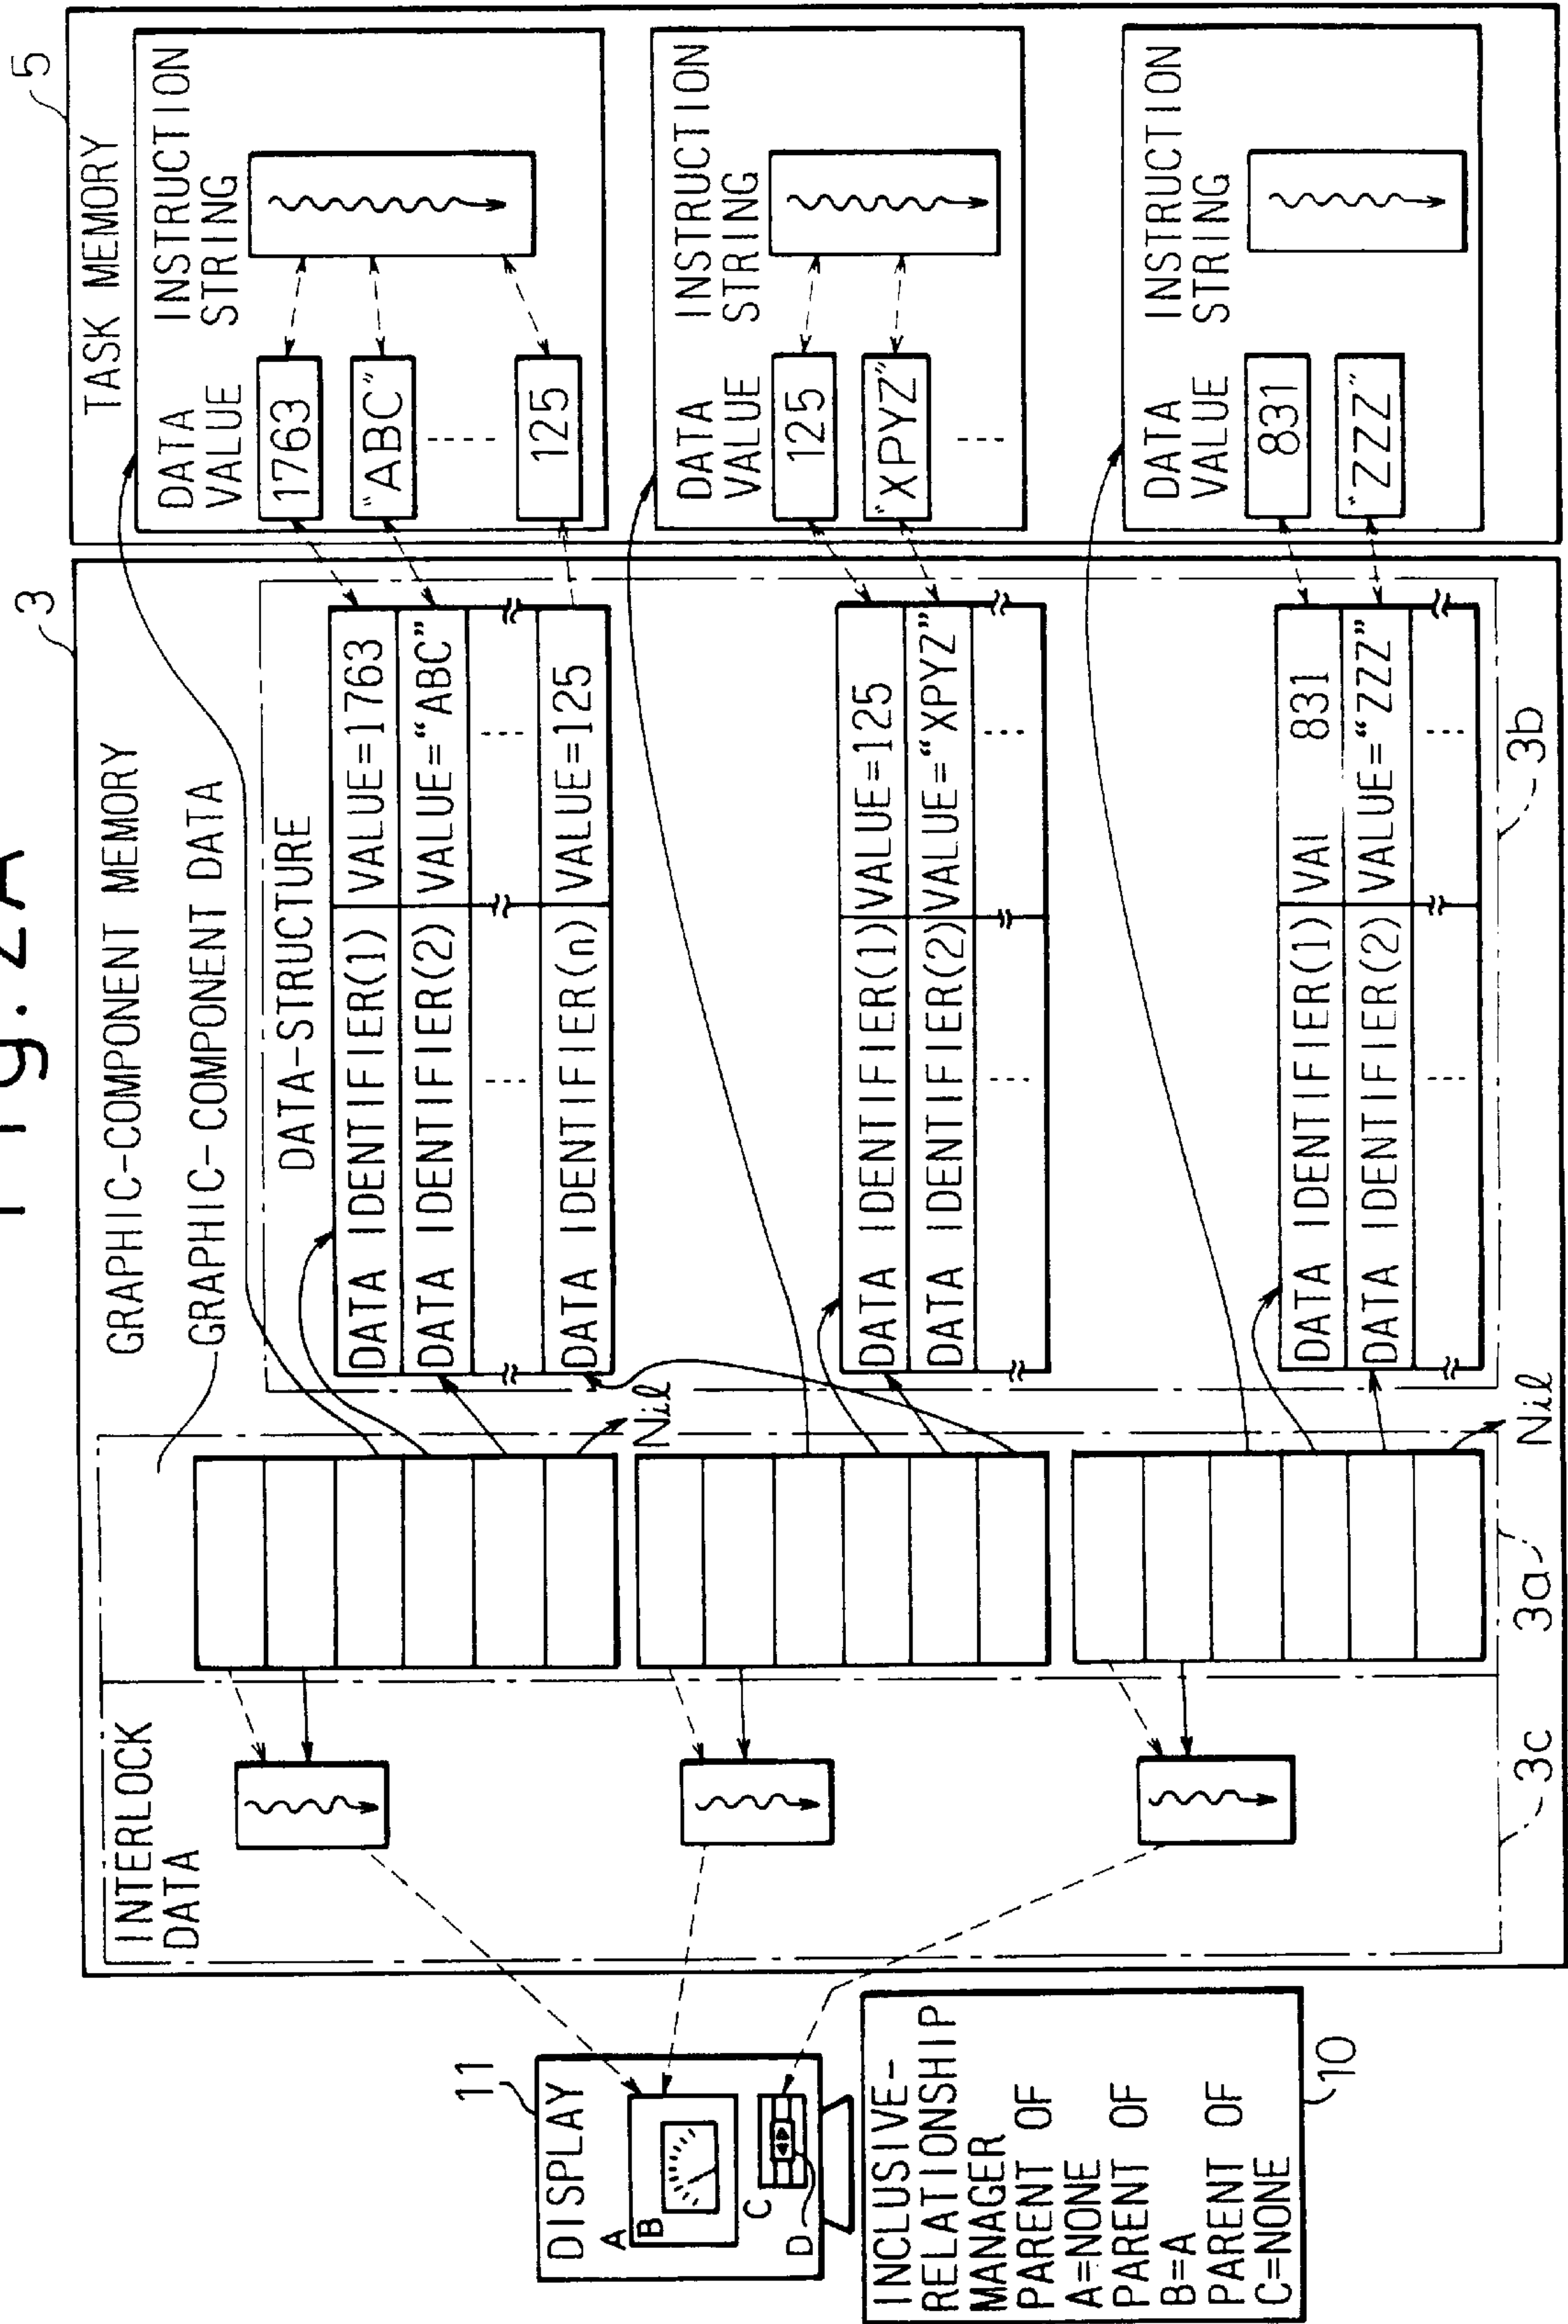 Fig. 2A
11
DISPLAY
A
B
C
D
INCLUSIVE-
RELATIONSHIP
MANAGER
PARENT OF
A=NONE
PARENT OF
B=A
PARENT OF
C=NONE
10
3
GRAPHIC-COMPONENT MEMORY
GRAPHIC-COMPONENT DATA
INTERLOCK
DATA
DATA-STRUCTURE
DATA IDENTIFIER(1) VALUE=1763
DATA IDENTIFIER(2) VALUE="ABC"
DATA IDENTIFIER(n) VALUE=125
Nil
DATA IDENTIFIER(1) VALUE=125
DATA IDENTIFIER(2) VALUE="XPYZ"
DATA IDENTIFIER(1) VAI 831
DATA IDENTIFIER(2) VALUE="ZZZ"
Nil
3c
3a
3b
5
TASK MEMORY
DATA
VALUE
INSTRUCTION
STRING
1763
"ABC"
125
DATA
VALUE
INSTRUCTION
STRING
125
"XPYZ"
DATA
VALUE
INSTRUCTION
STRING
831
"ZZZ"